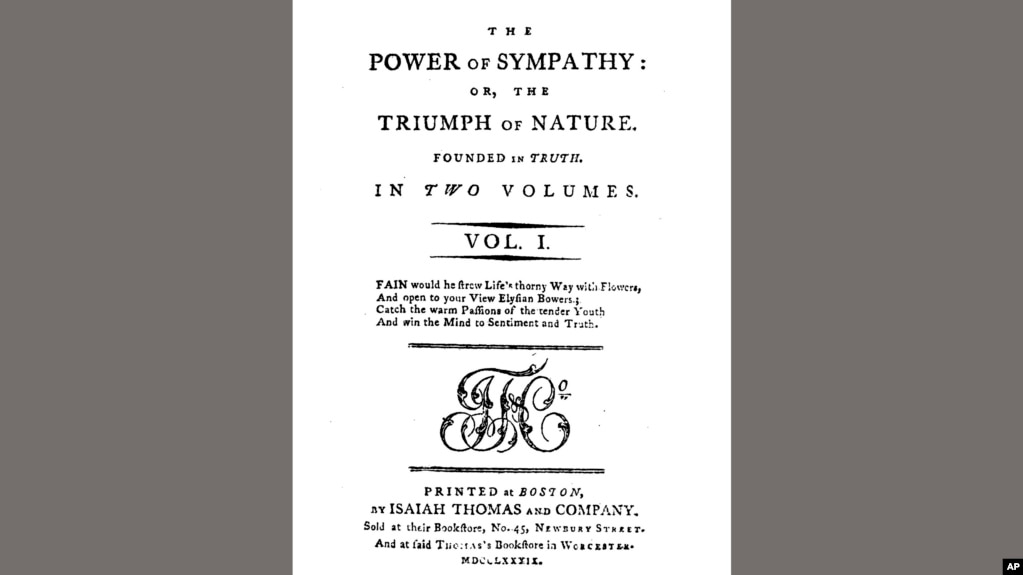 THE
POWER OF SYMPATHY:
OR, THE
TRIUMPH OF NATURE.
FOUNDED IN TRUTH.
IN TWO VOLUMES.
VOL. I.
FAIN would he ſtrew Life's thorny Way with Flowers,
And open to your View Elyſian Bowers;
Catch the warm Paſſions of the tender Youth
And win the Mind to Sentiment and Truth.
PRINTED at BOSTON,
BY ISAIAH THOMAS AND COMPANY.
Sold at their Bookſtore, No. 45, NEWBURY STREET.
And at ſaid THOMAS's Bookſtore in WORCESTER.
MDCCLXXXIX.
AP